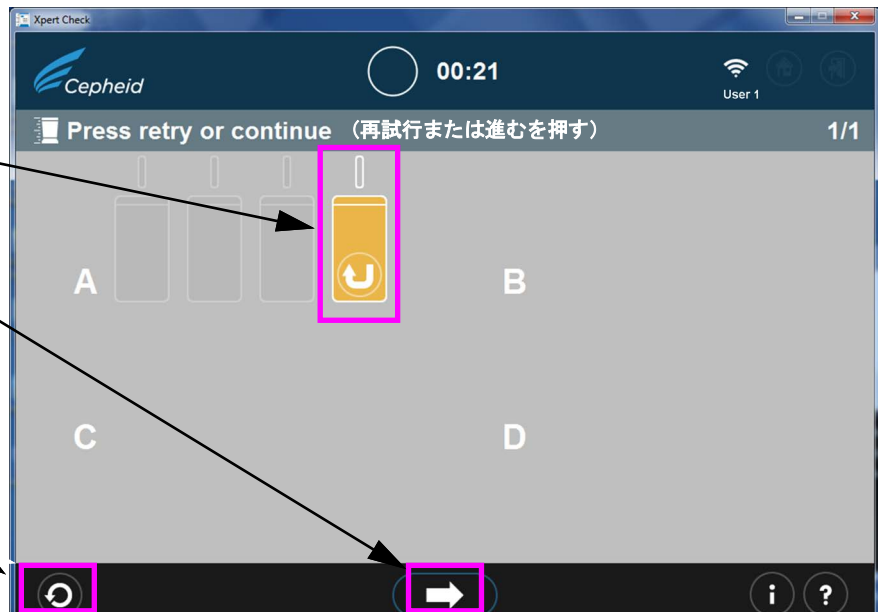 Xpert Check
Cepheid
00:21
User 1
Press retry or continue （再試行または進むを押す） 1/1
A
B
C
D
i ?